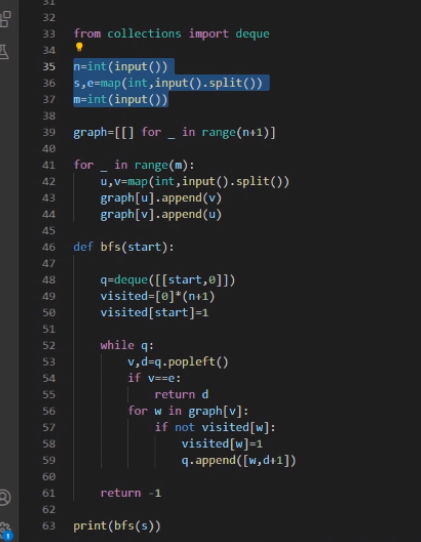 31
32
33 from collections import deque
34
35 n=int(input())
36 s,e=map(int,input().split())
37 m=int(input())
38
39 graph=[[] for _ in range(n+1)]
40
41 for _ in range(m):
42     u,v=map(int,input().split())
43     graph[u].append(v)
44     graph[v].append(u)
45
46 def bfs(start):
47
48     q=deque([[start,0]])
49     visited=[0]*(n+1)
50     visited[start]=1
51
52     while q:
53         v,d=q.popleft()
54         if v==e:
55             return d
56         for w in graph[v]:
57             if not visited[w]:
58                 visited[w]=1
59                 q.append([w,d+1])
60
61     return -1
62
63 print(bfs(s))